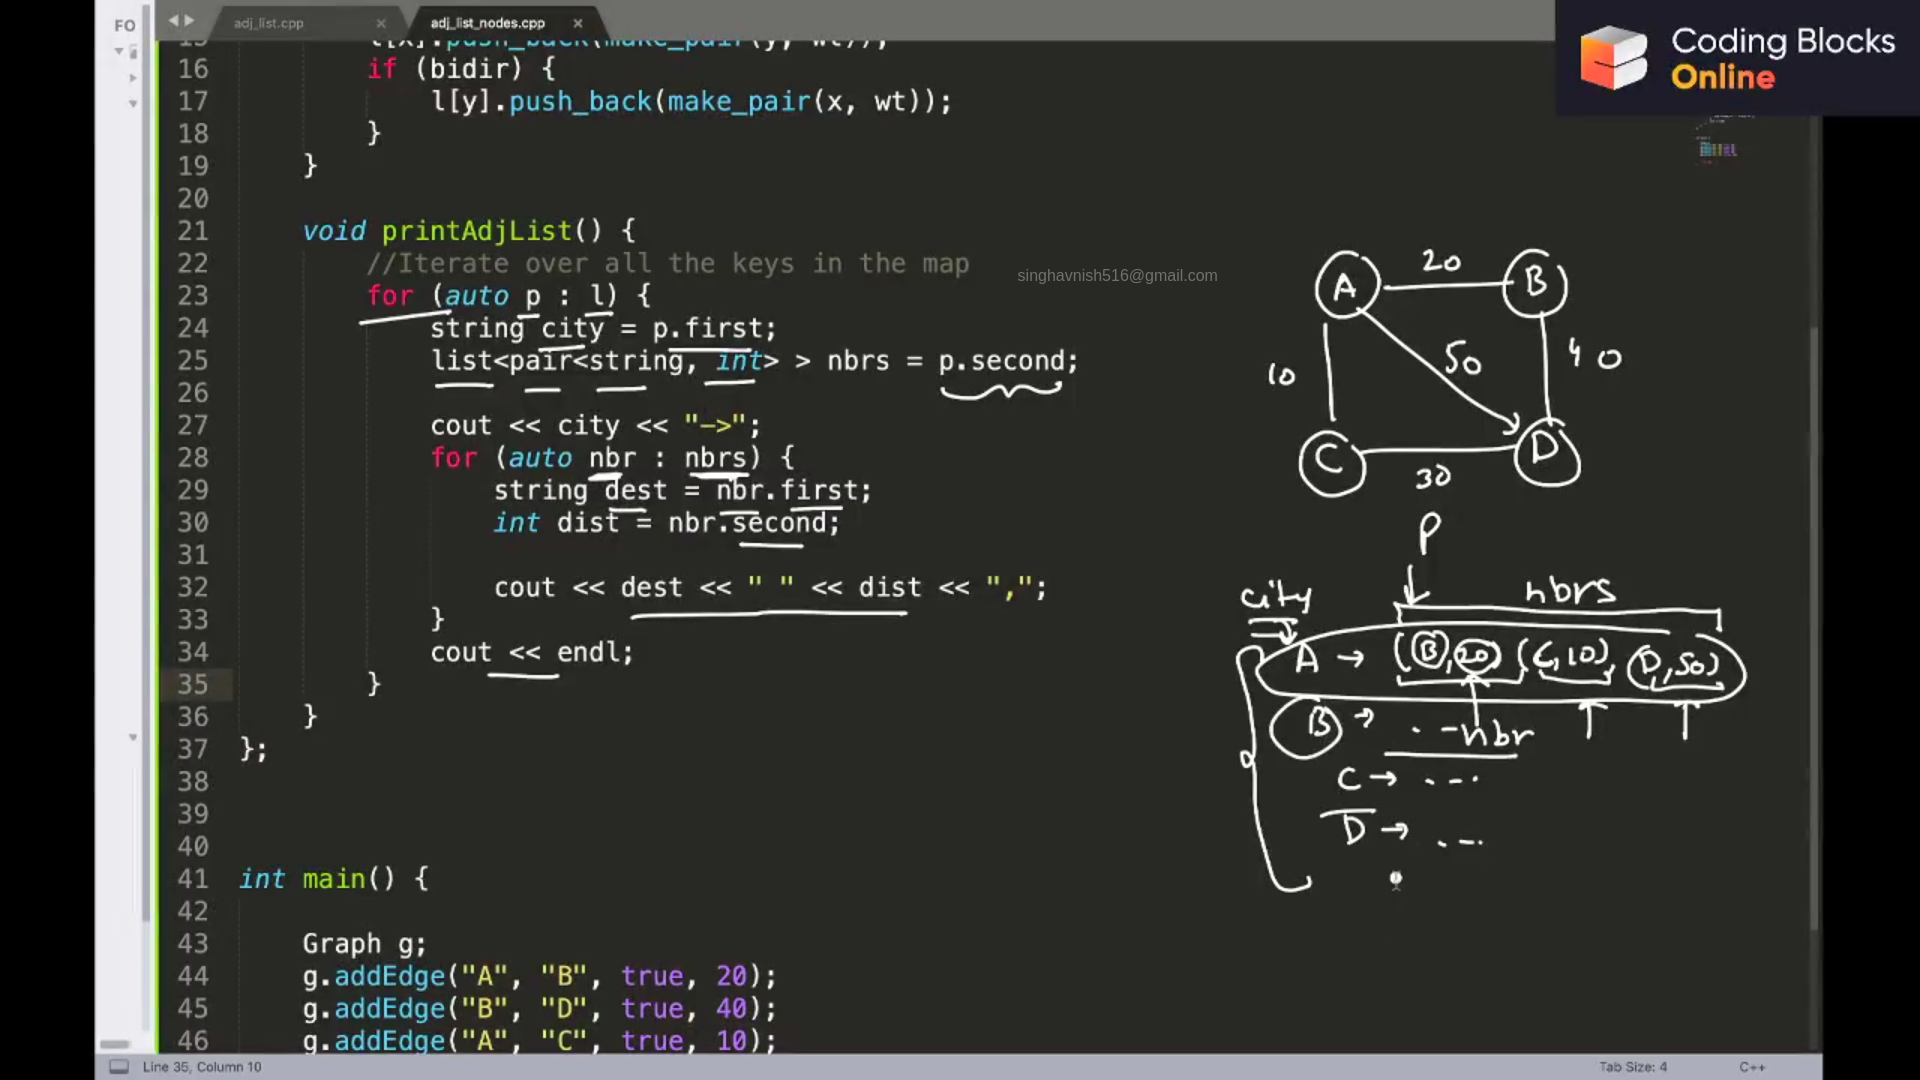 FO
adj_list.cpp ×
adj_list_nodes.cpp ×
Coding Blocks
Online
15 l[x].push_back(make_pair(y, wt));
16 if (bidir) {
17 l[y].push_back(make_pair(x, wt));
18 }
19 }
20
21 void printAdjList() {
22 //Iterate over all the keys in the map
23 for (auto p : l) {
24 string city = p.first;
25 list<pair<string, int> > nbrs = p.second;
26
27 cout << city << "->";
28 for (auto nbr : nbrs) {
29 string dest = nbr.first;
30 int dist = nbr.second;
31
32 cout << dest << " " << dist << ",";
33 }
34 cout << endl;
35 }
36 }
37 };
38
39
40
41 int main() {
42
43 Graph g;
44 g.addEdge("A", "B", true, 20);
45 g.addEdge("B", "D", true, 40);
46 g.addEdge("A", "C", true, 10);
singhavnish516@gmail.com
A 20 B
10 50 40
C 30 D
p
city nbrs
A → (B,20) (C,10), (D,50)
B → . - nbr
C → . - .
D → . - .
Line 35, Column 10
Tab Size: 4
C++